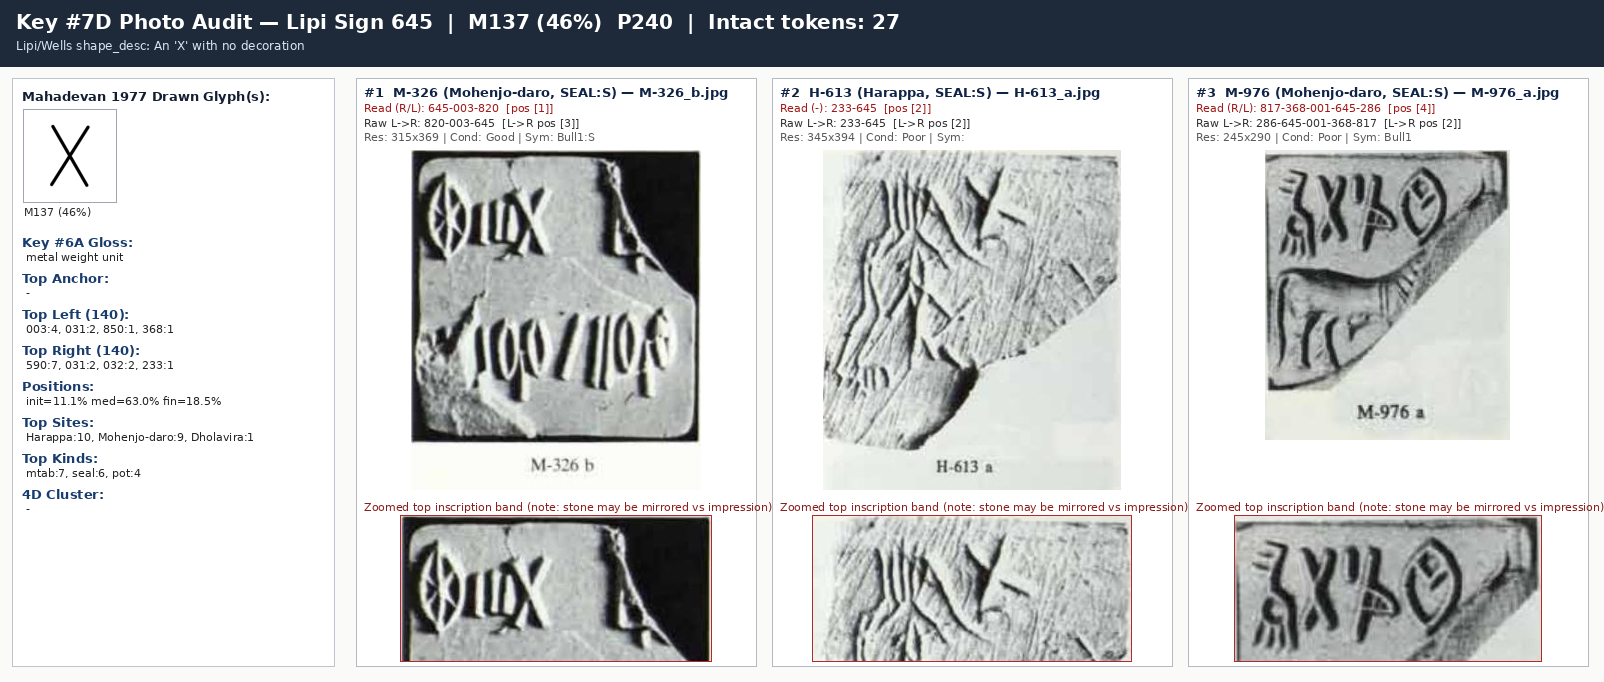 Key #7D Photo Audit — Lipi Sign 645 | M137 (46%) P240 | Intact tokens: 27
Lipi/Wells shape_desc: An 'X' with no decoration
Mahadevan 1977 Drawn Glyph(s):
M137 (46%)
Key #6A Gloss:
metal weight unit
Top Anchor:
-
Top Left (140):
003:4, 031:2, 850:1, 368:1
Top Right (140):
590:7, 031:2, 032:2, 233:1
Positions:
init=11.1% med=63.0% fin=18.5%
Top Sites:
Harappa:10, Mohenjo-daro:9, Dholavira:1
Top Kinds:
mtab:7, seal:6, pot:4
4D Cluster:
-
#1 M-326 (Mohenjo-daro, SEAL:S) — M-326_b.jpg
Read (R/L): 645-003-820 [pos [1]]
Raw L->R: 820-003-645 [L->R pos [3]]
Res: 315x369 | Cond: Good | Sym: Bull1:S
M-326 b
Zoomed top inscription band (note: stone may be mirrored vs impression)
#2 H-613 (Harappa, SEAL:S) — H-613_a.jpg
Read (-): 233-645 [pos [2]]
Raw L->R: 233-645 [L->R pos [2]]
Res: 345x394 | Cond: Poor | Sym:
H-613 a
Zoomed top inscription band (note: stone may be mirrored vs impression)
#3 M-976 (Mohenjo-daro, SEAL:S) — M-976_a.jpg
Read (R/L): 817-368-001-645-286 [pos [4]]
Raw L->R: 286-645-001-368-817 [L->R pos [2]]
Res: 245x290 | Cond: Poor | Sym: Bull1
M-976 a
Zoomed top inscription band (note: stone may be mirrored vs impression)